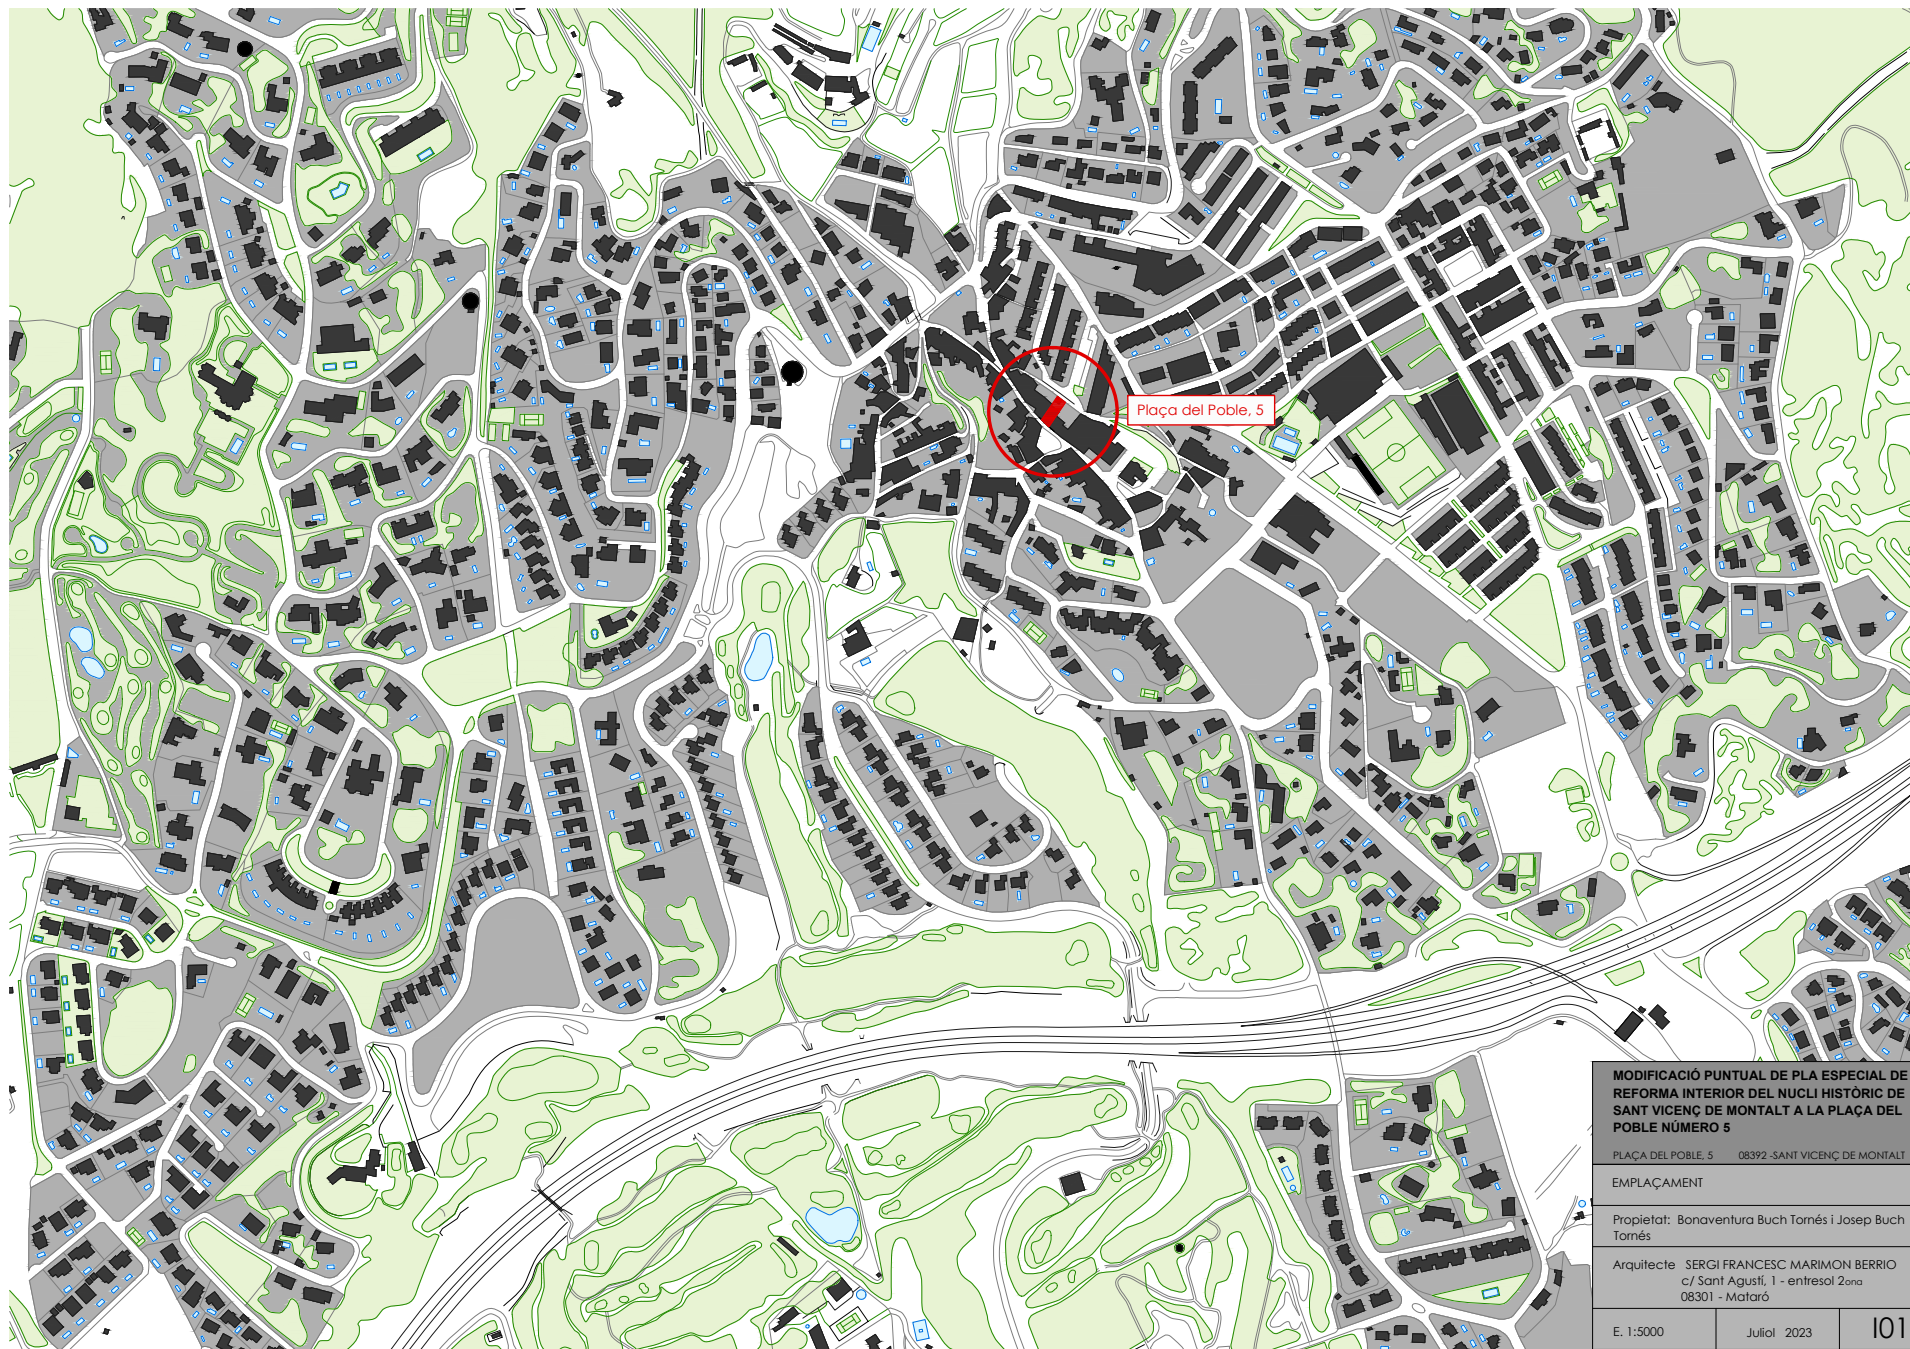 Plaça del Poble, 5
MODIFICACIÓ PUNTUAL DE PLA ESPECIAL DE
REFORMA INTERIOR DEL NUCLI HISTÒRIC DE
SANT VICENÇ DE MONTALT A LA PLAÇA DEL
POBLE NÚMERO 5
PLAÇA DEL POBLE, 5 08392 -SANT VICENÇ DE MONTALT
EMPLAÇAMENT
Propietat: Bonaventura Buch Tornés i Josep Buch
Tornés
Arquitecte SERGI FRANCESC MARIMON BERRIO
c/ Sant Agustí, 1 - entresol 2ona
08301 - Mataró
E. 1:5000 Juliol 2023 I01